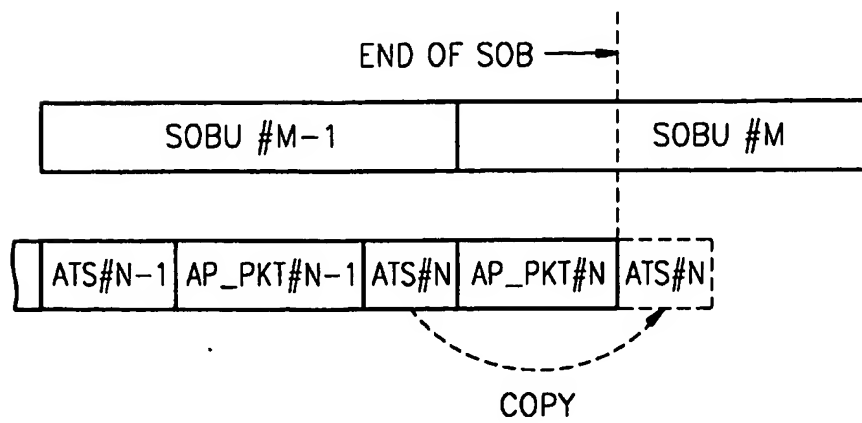 END OF SOB
SOBU #M-1 SOBU #M
ATS#N-1 AP_PKT#N-1 ATS#N AP_PKT#N ATS#N
COPY